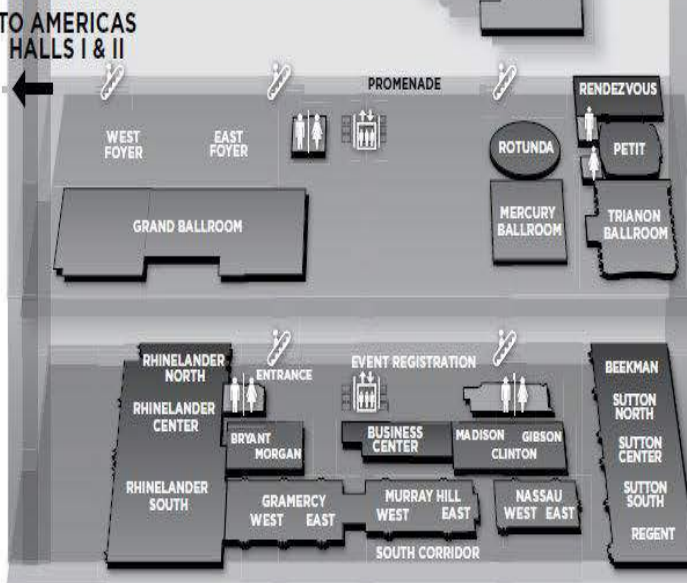 TO AMERICAS
HALLS I & II
PROMENADE
RENDEZVOUS
WEST
FOYER
EAST
FOYER
ROTUNDA
PETIT
GRAND BALLROOM
MERCURY
BALLROOM
TRIANON
BALLROOM
RHINELANDER
NORTH
ENTRANCE
EVENT REGISTRATION
BEEKMAN
RHINELANDER
CENTER
SUTTON
NORTH
BRYANT
MORGAN
BUSINESS
CENTER
MADISON GIBSON
CLINTON
SUTTON
CENTER
RHINELANDER
SOUTH
GRAMERCY
WEST EAST
MURRAY HILL
WEST EAST
NASSAU
WEST EAST
SUTTON
SOUTH
REGENT
SOUTH CORRIDOR